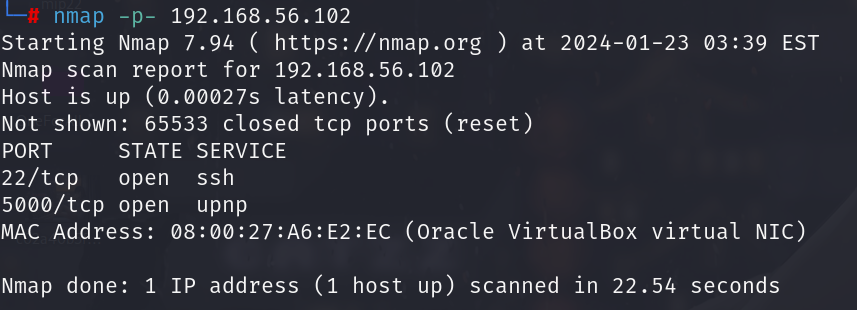 └─# nmap -p- 192.168.56.102
Starting Nmap 7.94 ( https://nmap.org ) at 2024-01-23 03:39 EST
Nmap scan report for 192.168.56.102
Host is up (0.00027s latency).
Not shown: 65533 closed tcp ports (reset)
PORT     STATE SERVICE
22/tcp   open  ssh
5000/tcp open  upnp
MAC Address: 08:00:27:A6:E2:EC (Oracle VirtualBox virtual NIC)
Nmap done: 1 IP address (1 host up) scanned in 22.54 seconds